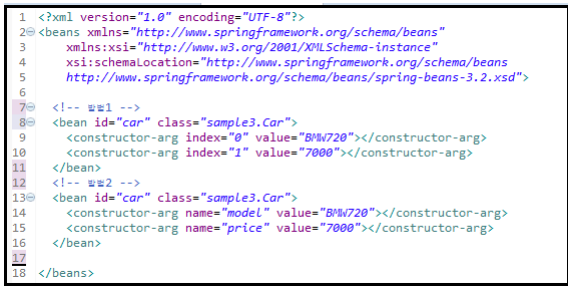 1 <?xml version="1.0" encoding="UTF-8"?>
2 <beans xmlns="http://www.springframework.org/schema/beans"
3 xmlns:xsi="http://www.w3.org/2001/XMLSchema-instance"
4 xsi:schemaLocation="http://www.springframework.org/schema/beans
5 http://www.springframework.org/schema/beans/spring-beans-3.2.xsd">
6
7 <!-- 방법1 -->
8 <bean id="car" class="sample3.Car">
9 <constructor-arg index="0" value="BMW720"></constructor-arg>
10 <constructor-arg index="1" value="7000"></constructor-arg>
11 </bean>
12 <!-- 방법2 -->
13 <bean id="car" class="sample3.Car">
14 <constructor-arg name="model" value="BMW720"></constructor-arg>
15 <constructor-arg name="price" value="7000"></constructor-arg>
16 </bean>
17
18 </beans>